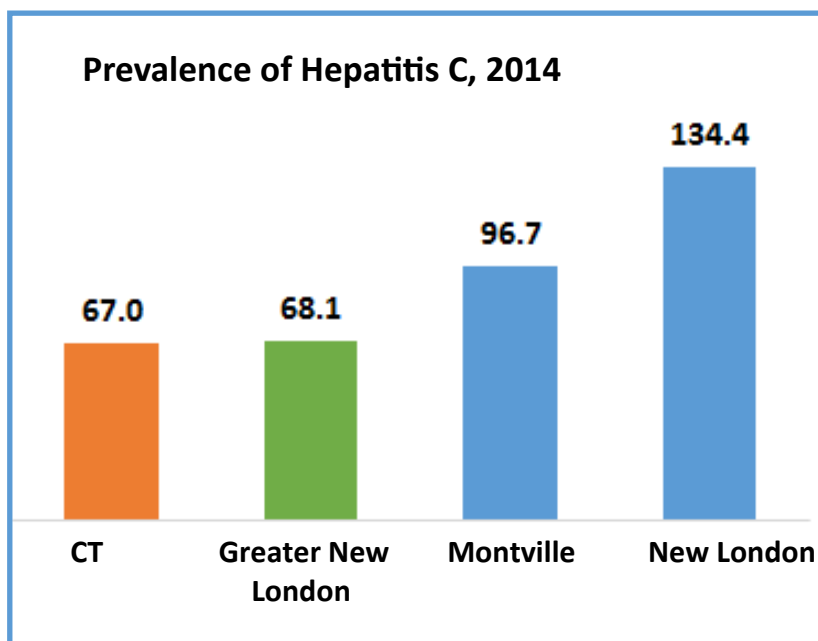 Prevalence of Hepatitis C, 2014
134.4
96.7
67.0
68.1
CT
Greater New
London
Montville
New London